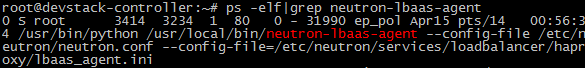 root@devstack-controller:~# ps -elf|grep neutron-lbaas-agent
0 S root      3414  3234  1  80   0 - 31990 ep_pol Apr15 pts/14   00:56:3
4 /usr/bin/python /usr/local/bin/neutron-lbaas-agent --config-file /etc/n
eutron/neutron.conf --config-file=/etc/neutron/services/loadbalancer/hapr
oxy/lbaas_agent.ini